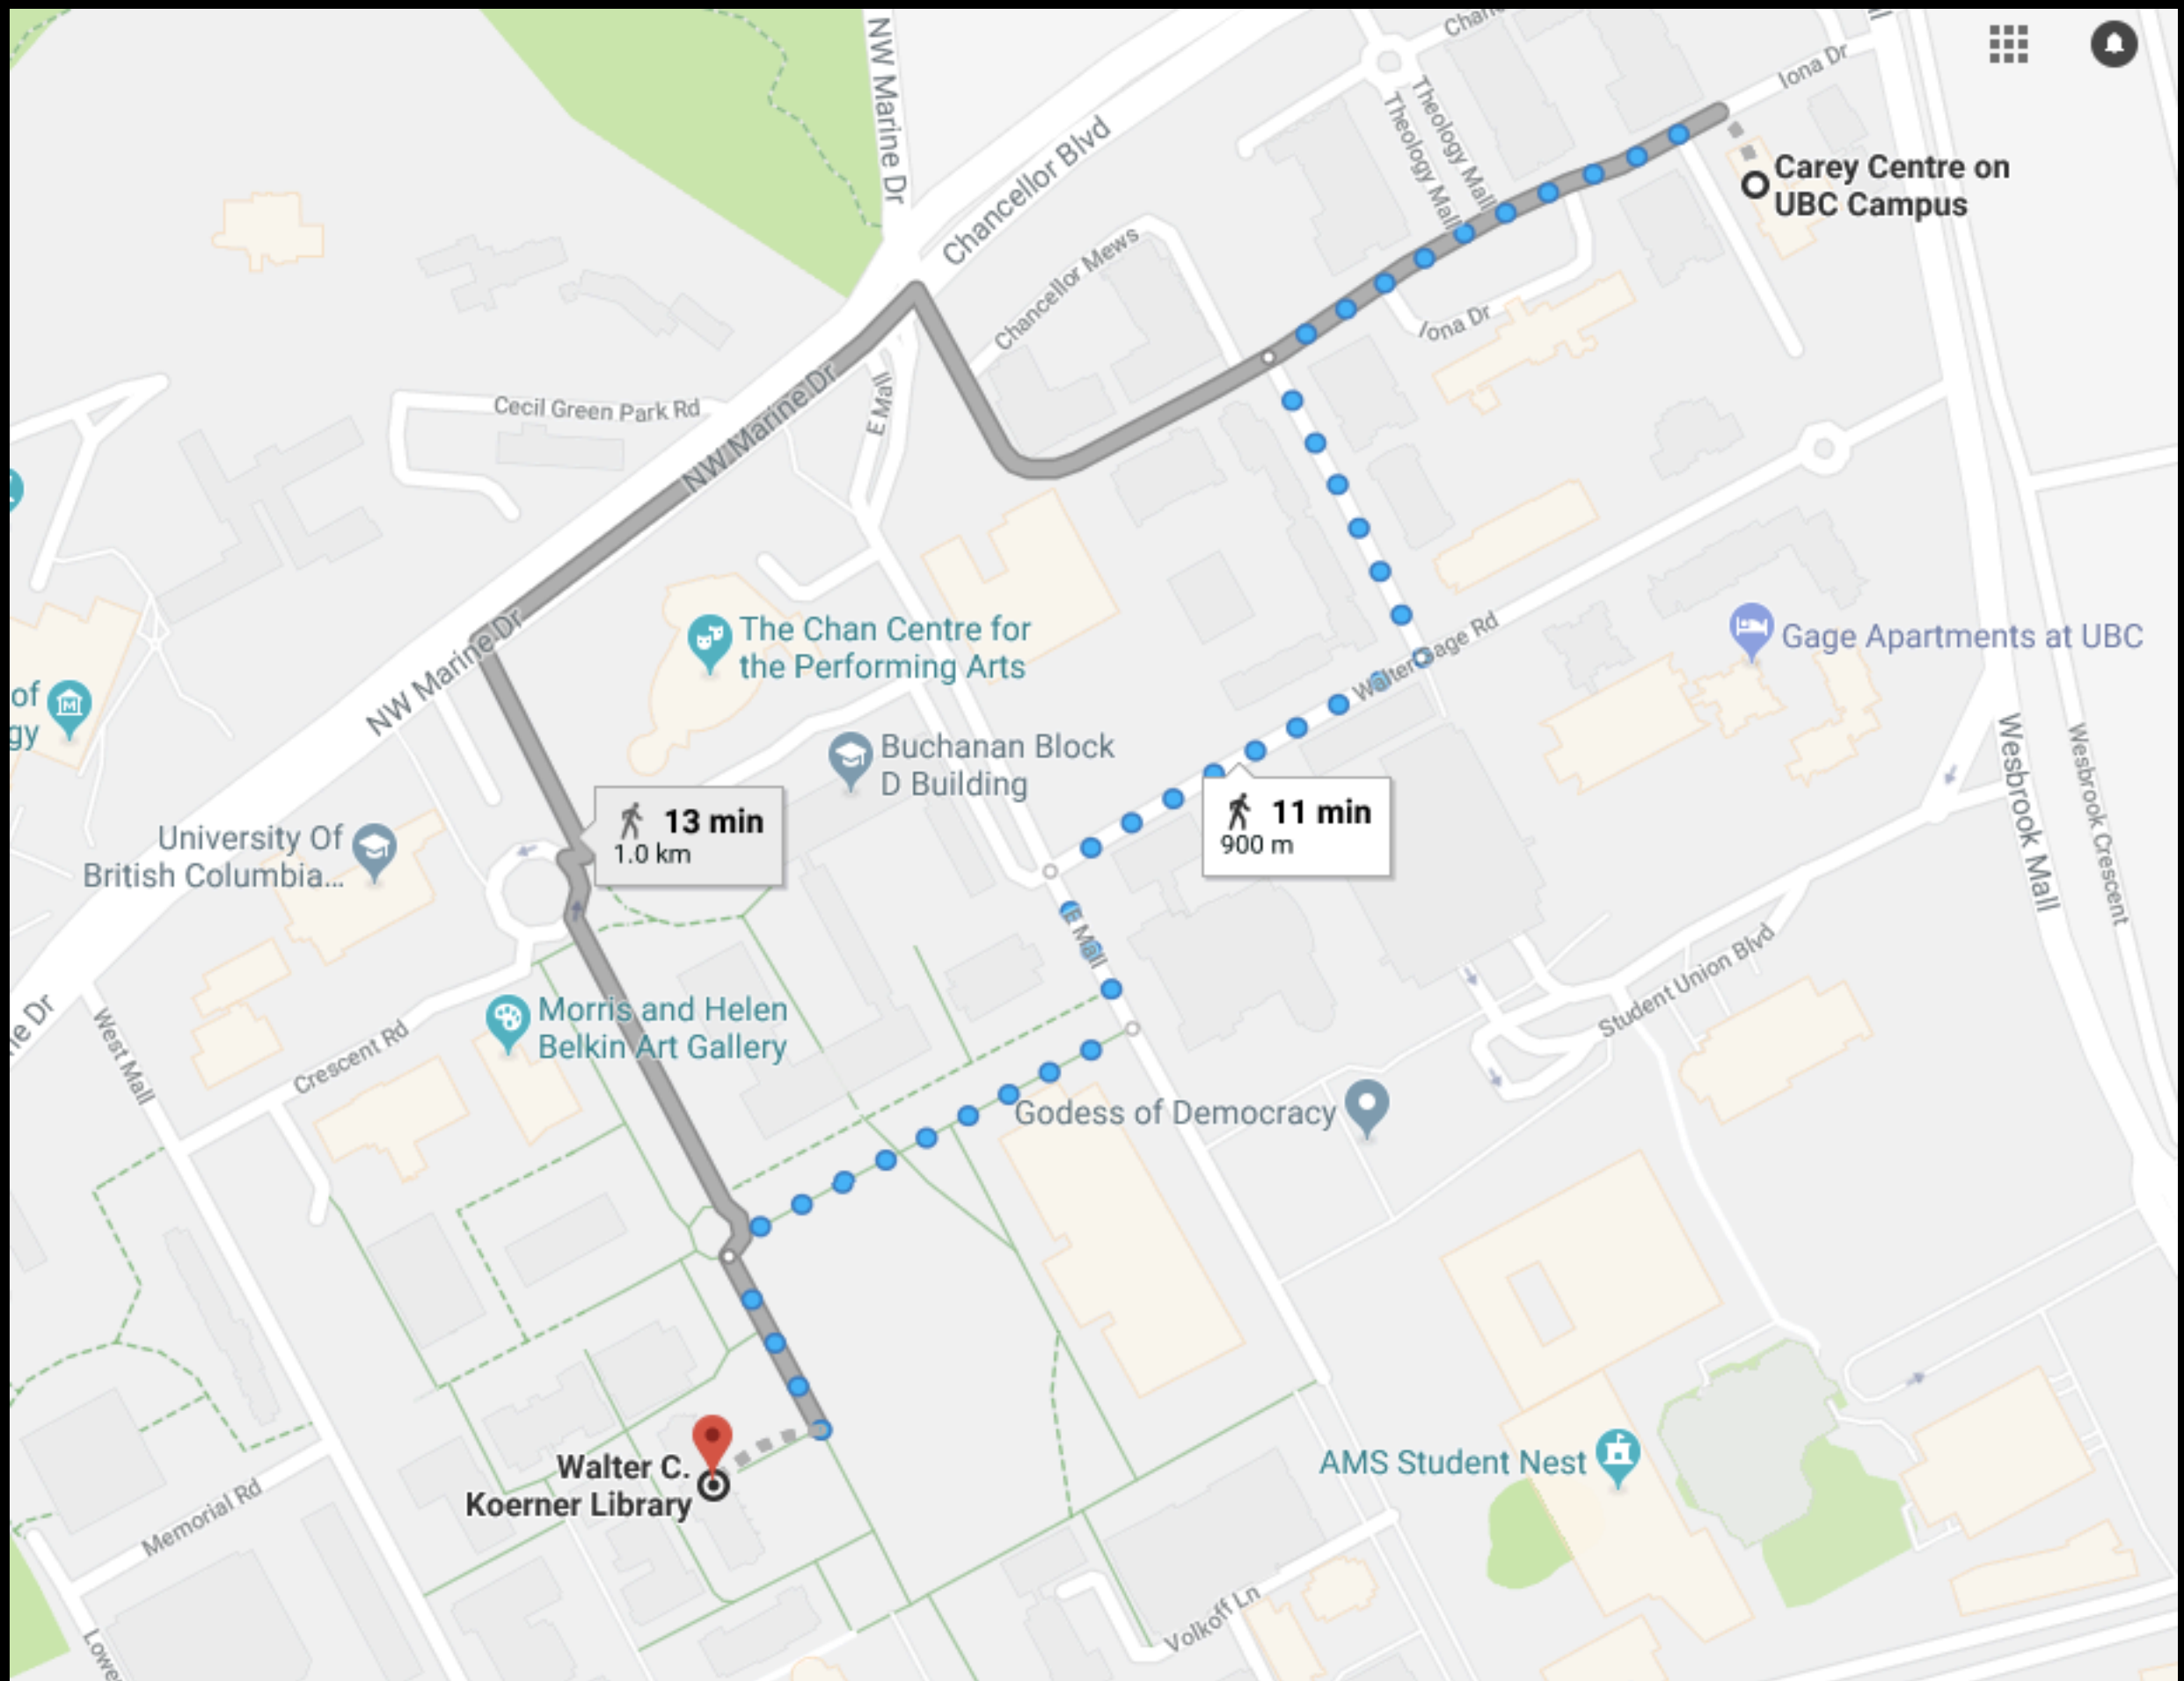 NW Marine Dr
Chancellor Blvd
Theology Mall
Theology Mall
Iona Dr
Carey Centre on
UBC Campus
Chancellor Mews
Iona Dr
Cecil Green Park Rd
E Mall
NW Marine Dr
NW Marine Dr
The Chan Centre for
the Performing Arts
Walter Gage Rd
Gage Apartments at UBC
of
gy
Buchanan Block
D Building
Wesbrook Mall
Wesbrook Crescent
13 min
1.0 km
11 min
900 m
University Of
British Columbia...
E Mall
Student Union Blvd
Morris and Helen
Belkin Art Gallery
ne Dr
West Mall
Crescent Rd
Godess of Democracy
Walter C.
Koerner Library
AMS Student Nest
Memorial Rd
Volkoff Ln